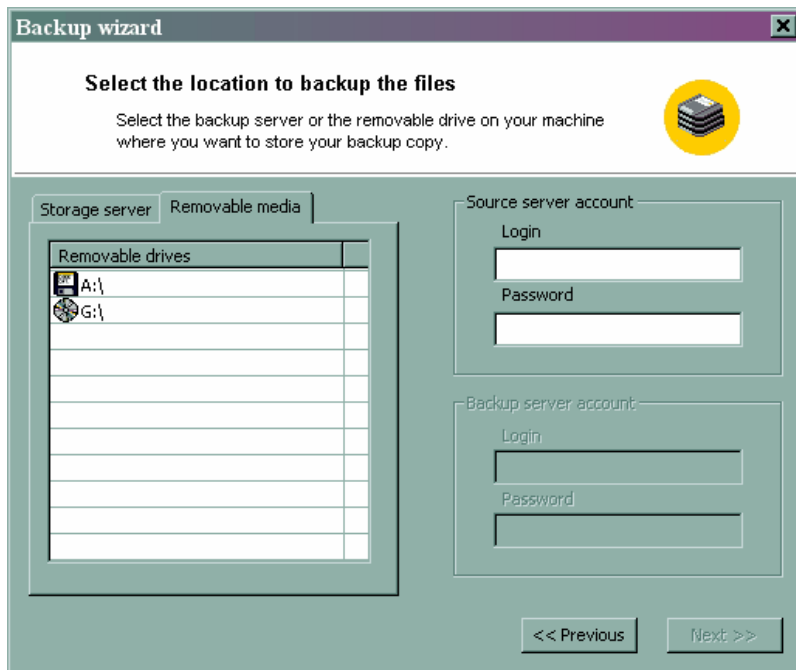 Backup wizard
Select the location to backup the files
Select the backup server or the removable drive on your machine
where you want to store your backup copy.
Storage server
Removable media
Removable drives
A:\
G:\
Source server account
Login
Password
Backup server account
Login
Password
<< Previous
Next >>